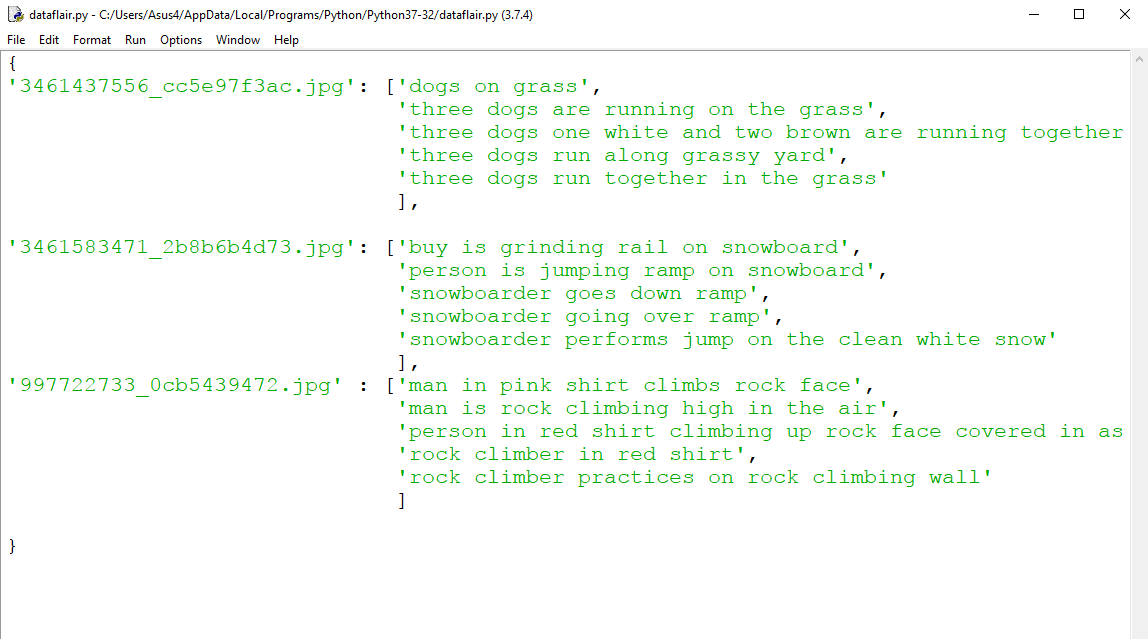 dataflair.py - C:/Users/Asus4/AppData/Local/Programs/Python/Python37-32/dataflair.py (3.7.4)
File Edit Format Run Options Window Help
{
'3461437556_cc5e97f3ac.jpg': ['dogs on grass',
'three dogs are running on the grass',
'three dogs one white and two brown are running together
'three dogs run along grassy yard',
'three dogs run together in the grass'
],
'3461583471_2b8b6b4d73.jpg': ['buy is grinding rail on snowboard',
'person is jumping ramp on snowboard',
'snowboarder goes down ramp',
'snowboarder going over ramp',
'snowboarder performs jump on the clean white snow'
],
'997722733_0cb5439472.jpg' : ['man in pink shirt climbs rock face',
'man is rock climbing high in the air',
'person in red shirt climbing up rock face covered in as
'rock climber in red shirt',
'rock climber practices on rock climbing wall'
]
}